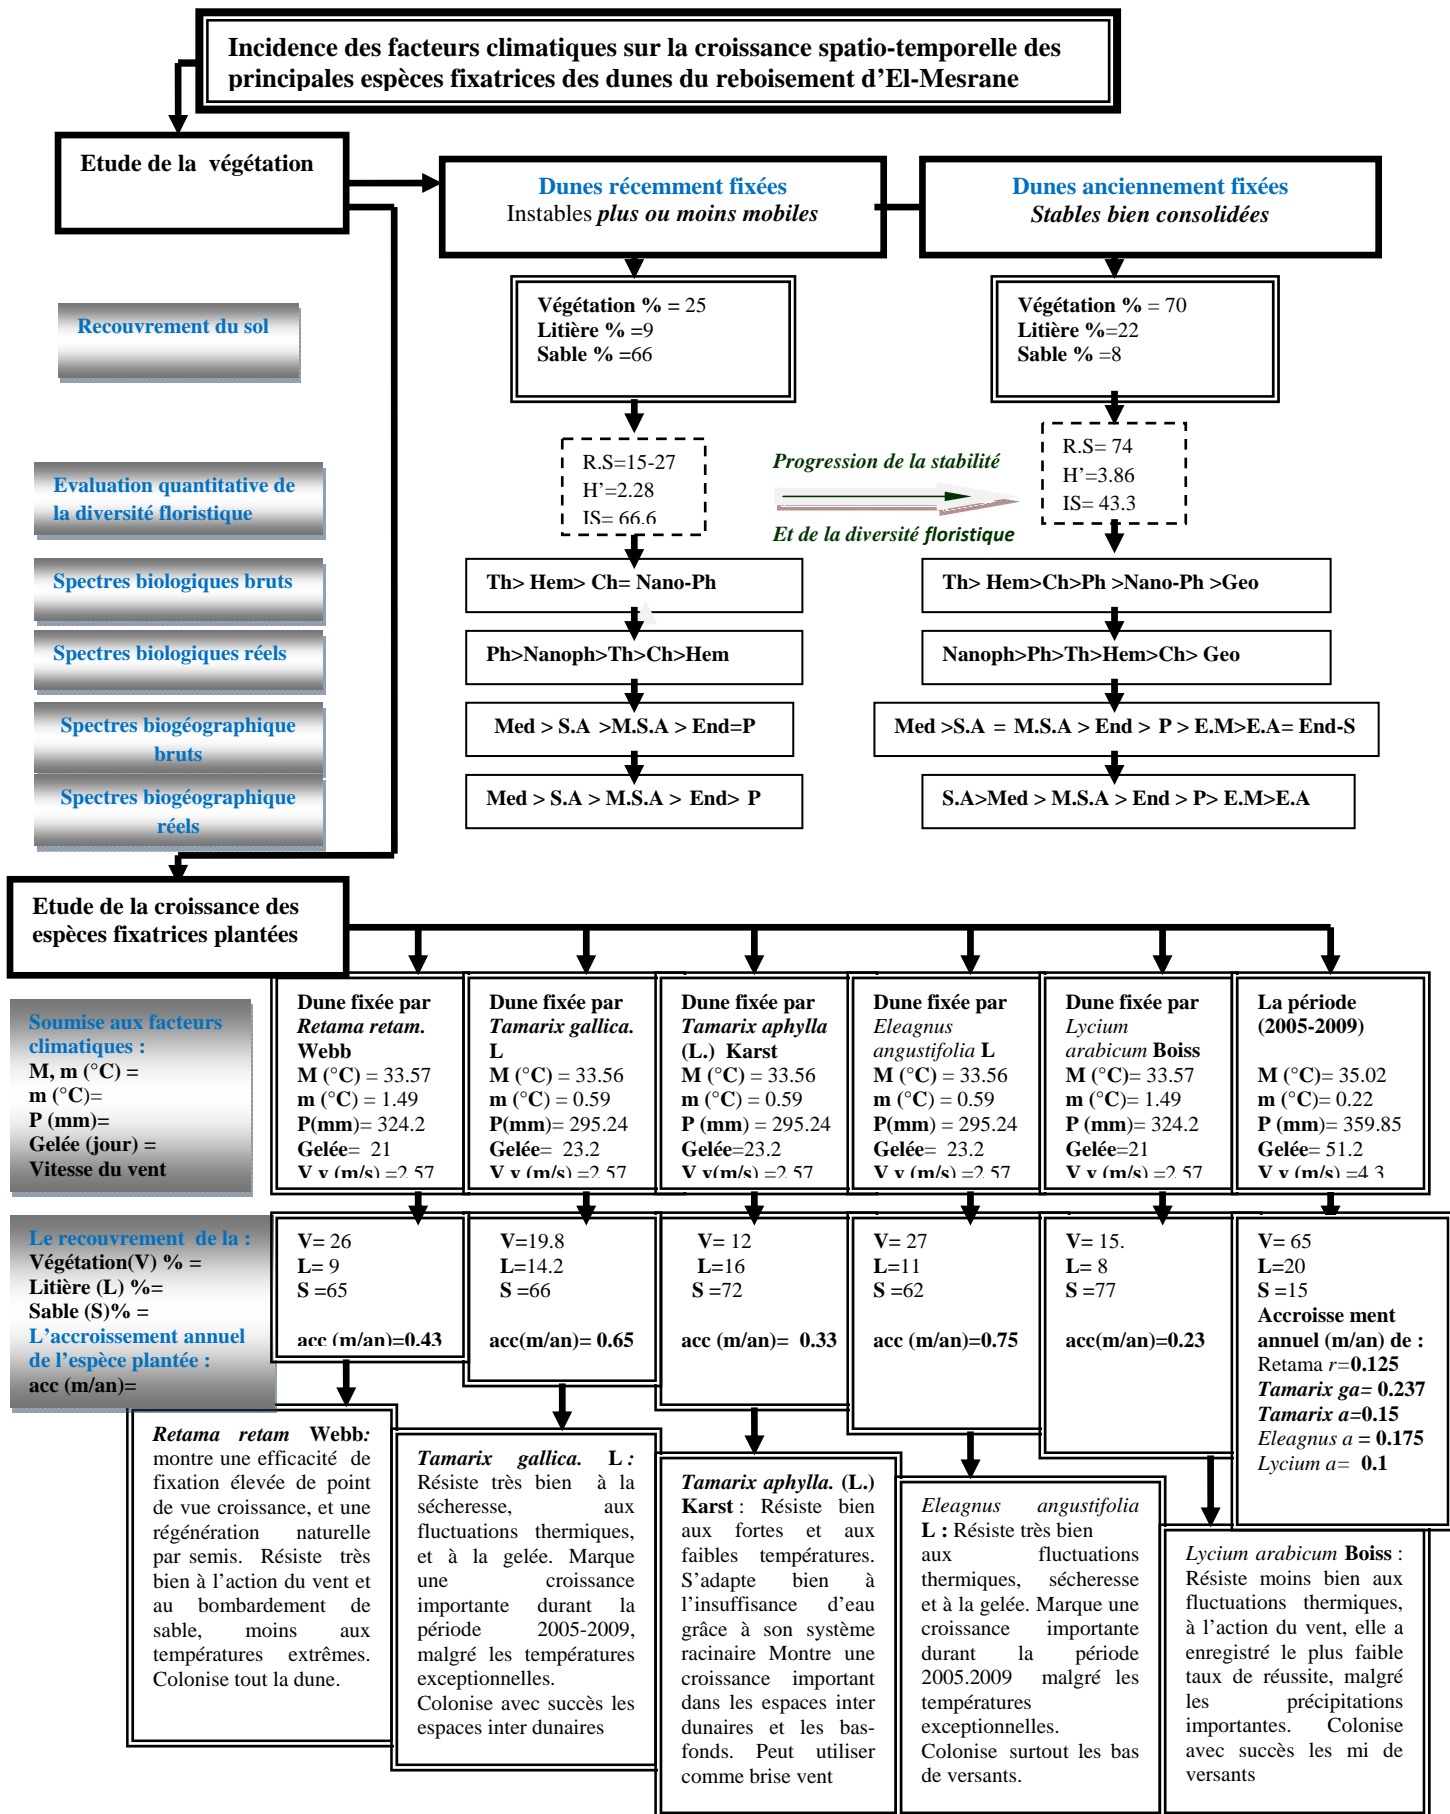 Incidence des facteurs climatiques sur la croissance spatio-temporelle des
principales espèces fixatrices des dunes du reboisement d'El-Mesrane
Etude de la végétation
Dunes récemment fixées
Instables plus ou moins mobiles
Dunes anciennement fixées
Stables bien consolidées
Recouvrement du sol
Végétation % = 25
Litière % =9
Sable % =66
Végétation % = 70
Litière %=22
Sable % =8
Evaluation quantitative de
la diversité floristique
R.S=15-27
H'=2.28
IS= 66.6
Progression de la stabilité
Et de la diversité floristique
R.S= 74
H'=3.86
IS= 43.3
Spectres biologiques bruts
Th> Hem> Ch= Nano-Ph
Th> Hem>Ch>Ph >Nano-Ph >Geo
Spectres biologiques réels
Ph>Nanoph>Th>Ch>Hem
Nanoph>Ph>Th>Hem>Ch> Geo
Spectres biogéographique
bruts
Med > S.A >M.S.A > End=P
Med >S.A = M.S.A > End > P > E.M>E.A= End-S
Spectres biogéographique
réels
Med > S.A > M.S.A > End> P
S.A>Med > M.S.A > End > P> E.M>E.A
Etude de la croissance des
espèces fixatrices plantées
Soumise aux facteurs
climatiques :
M, m (°C) =
m (°C)=
P (mm)=
Gelée (jour) =
Vitesse du vent
Dune fixée par
Retama retam.
Webb
M (°C) = 33.57
m (°C) = 1.49
P(mm)= 324.2
Gelée= 21
V v (m/s) =2.57
Dune fixée par
Tamarix gallica.
L
M (°C) = 33.56
m (°C) = 0.59
P(mm)= 295.24
Gelée= 23.2
V v (m/s) =2.57
Dune fixée par
Tamarix aphylla
(L.) Karst
M (°C) = 33.56
m (°C) = 0.59
P (mm) = 295.24
Gelée=23.2
V v (m/s) =2.57
Dune fixée par
Eleagnus
angustifolia L
M (°C) = 33.56
m (°C) = 0.59
P (mm) = 295.24
Gelée= 23.2
V v (m/s) =2.57
Dune fixée par
Lycium
arabicum Boiss
M (°C)= 33.57
m (°C)= 1.49
P (mm)= 324.2
Gelée=21
V v (m/s) =2.57
La période
(2005-2009)
M (°C)= 35.02
m (°C)= 0.22
P (mm)= 359.85
Gelée= 51.2
V v (m/s) =4.3
Le recouvrement de la :
Végétation(V) % =
Litière (L) %=
Sable (S)% =
L'accroissement annuel
de l'espèce plantée :
acc (m/an)=
V= 26
L= 9
S =65
acc (m/an)=0.43
V=19.8
L=14.2
S =66
acc(m/an)= 0.65
V= 12
L=16
S =72
acc (m/an)= 0.33
V= 27
L=11
S =62
acc (m/an)=0.75
V= 15.
L= 8
S =77
acc(m/an)=0.23
V= 65
L=20
S =15
Accroisse ment
annuel (m/an) de :
Retama r=0.125
Tamarix ga= 0.237
Tamarix a=0.15
Eleagnus a = 0.175
Lycium a= 0.1
Retama retam Webb:
montre une efficacité de
fixation élevée de point
de vue croissance, et une
régénération naturelle
par semis. Résiste très
bien à l'action du vent et
au bombardement de
sable, moins aux
températures extrêmes.
Colonise tout la dune.
Tamarix gallica. L :
Résiste très bien à la
sécheresse, aux
fluctuations thermiques,
et à la gelée. Marque
une croissance
importante durant la
période 2005-2009,
malgré les températures
exceptionnelles.
Colonise avec succès les
espaces inter dunaires
Tamarix aphylla. (L.)
Karst : Résiste bien
aux fortes et aux
faibles températures.
S'adapte bien à
l'insuffisance d'eau
grâce à son système
racinaire Montre une
croissance important
dans les espaces inter
dunaires et les bas-
fonds. Peut utiliser
comme brise vent
Eleagnus angustifolia
L : Résiste très bien
aux fluctuations
thermiques, sécheresse
et à la gelée. Marque une
croissance importante
durant la période
2005.2009 malgré les
températures
exceptionnelles.
Colonise surtout les bas
de versants.
Lycium arabicum Boiss :
Résiste moins bien aux
fluctuations thermiques,
à l'action du vent, elle a
enregistré le plus faible
taux de réussite, malgré
les précipitations
importantes. Colonise
avec succès les mi de
versants